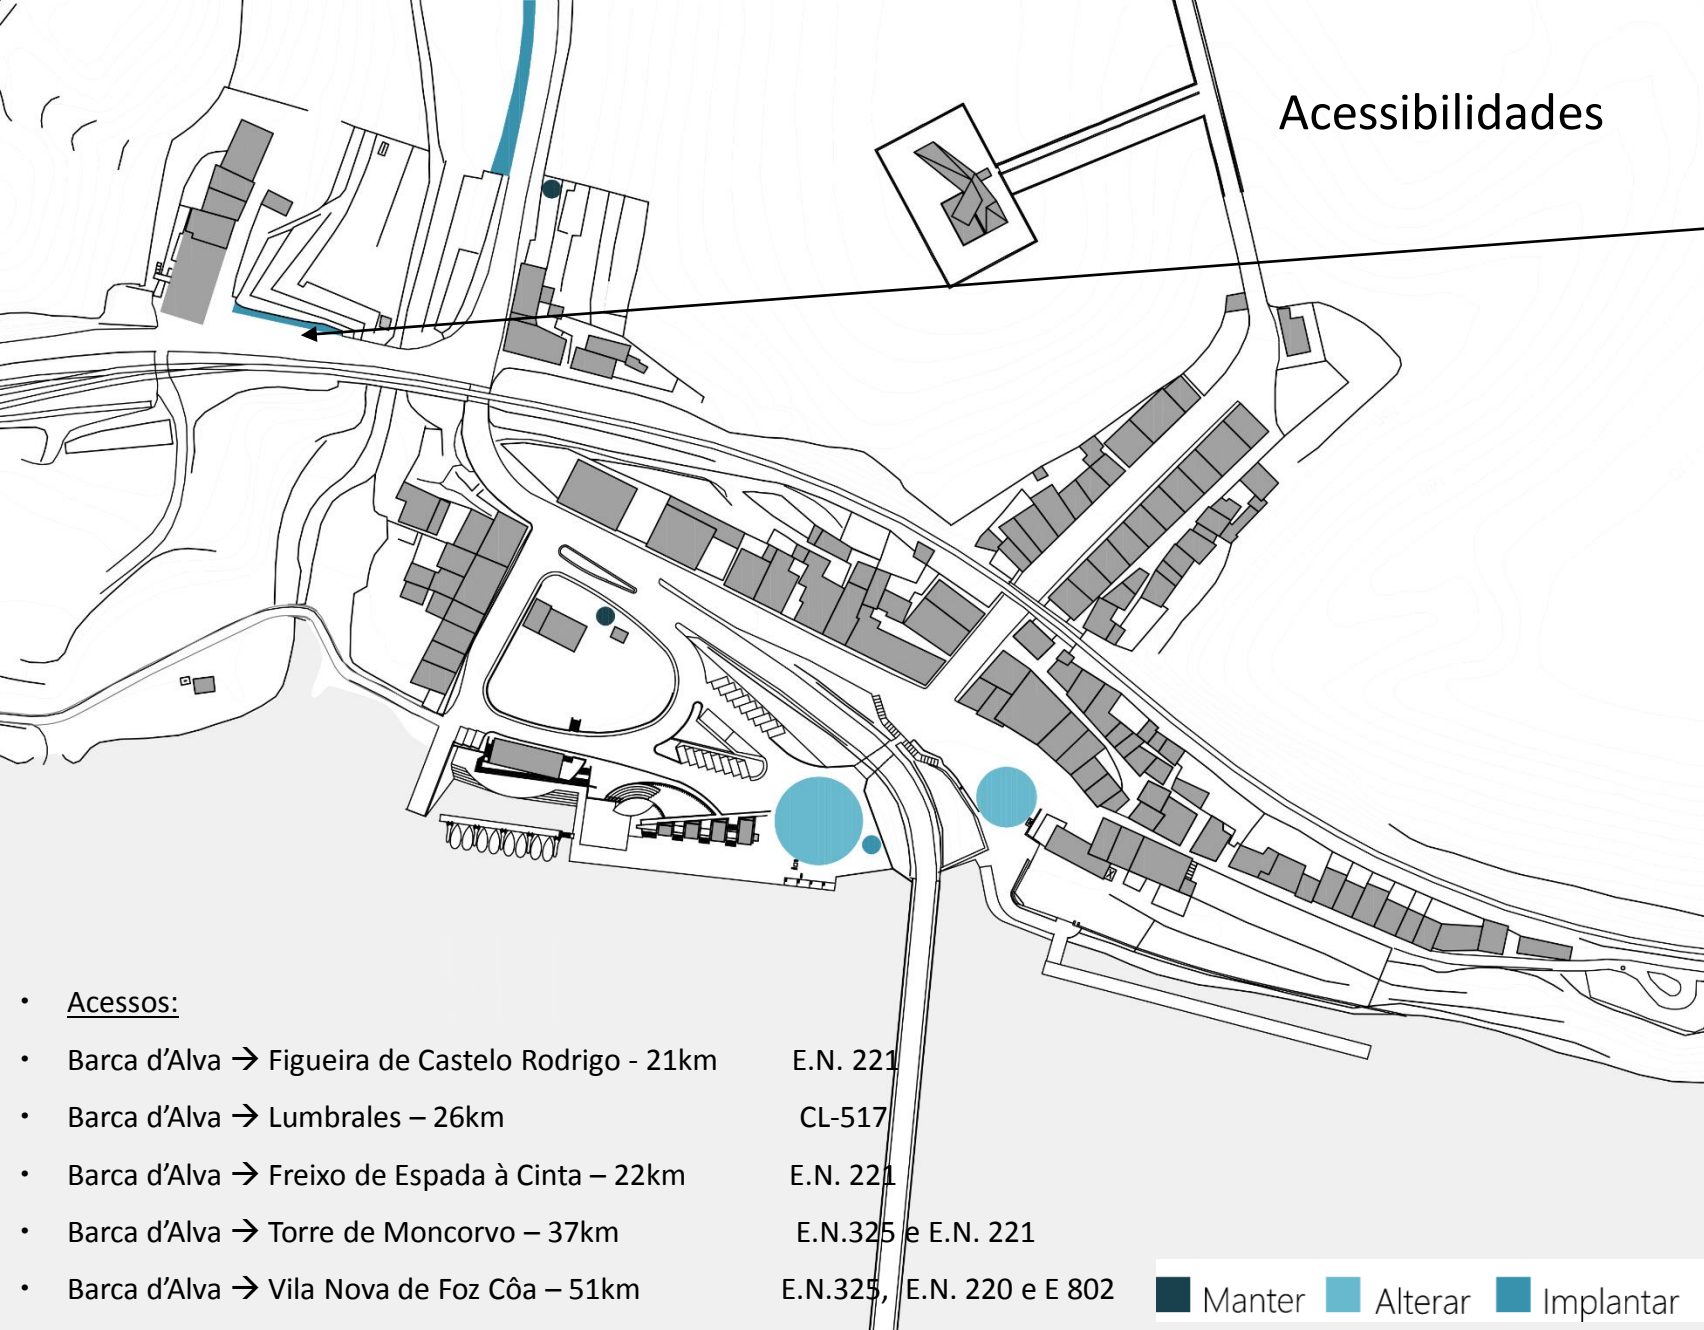 Acessibilidades
• Acessos:
• Barca d’Alva → Figueira de Castelo Rodrigo - 21km E.N. 221
• Barca d’Alva → Lumbrales – 26km CL-517
• Barca d’Alva → Freixo de Espada à Cinta – 22km E.N. 221
• Barca d’Alva → Torre de Moncorvo – 37km E.N.325 e E.N. 221
• Barca d’Alva → Vila Nova de Foz Côa – 51km E.N.325, E.N. 220 e E 802
Manter Alterar Implantar